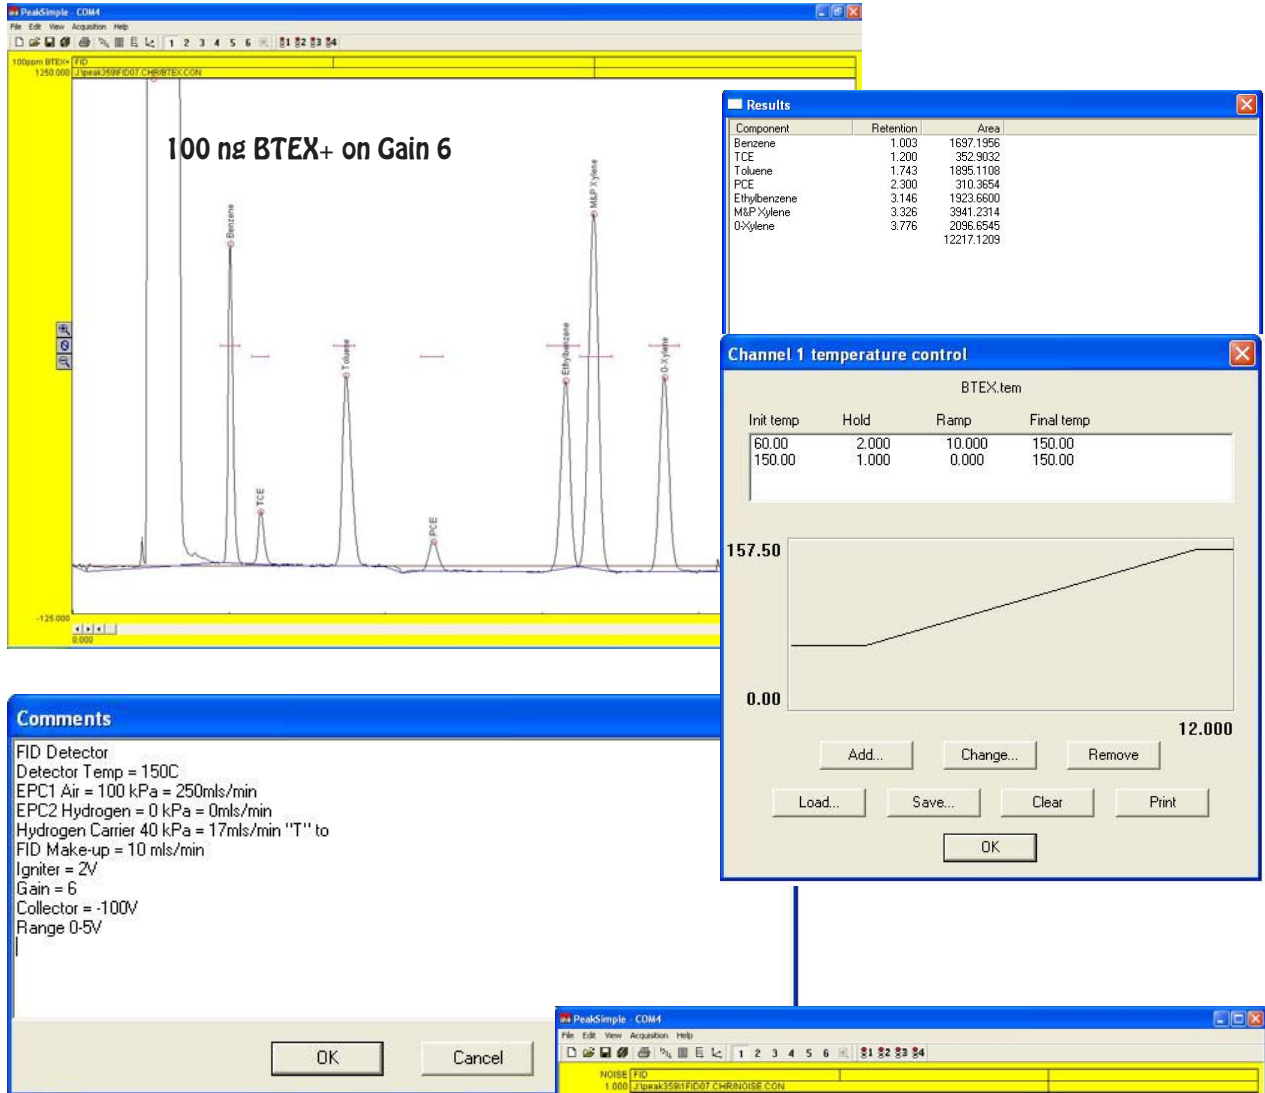 PeakSimple - COM4
File Edit View Acquisition Help
1 2 3 4 5 6 1 2 3 4
100ppm BTEX+ FID
1250.000 J:\peak359\FID07.CHR/BTEX.CON
100 ng BTEX+ on Gain 6
Benzene
TCE
Toluene
PCE
Ethylbenzene
M&P Xylene
O-Xylene
-125.000
0.000
Results
Component Retention Area
Benzene 1.003 1697.1956
TCE 1.200 352.9032
Toluene 1.743 1895.1108
PCE 2.300 310.3654
Ethylbenzene 3.146 1923.6600
M&P Xylene 3.326 3941.2314
0-Xylene 3.776 2096.6545
12217.1209
Channel 1 temperature control
BTEX.tem
Init temp Hold Ramp Final temp
60.00 2.000 10.000 150.00
150.00 1.000 0.000 150.00
157.50
0.00
12.000
Add... Change... Remove
Load... Save... Clear Print
OK
Comments
FID Detector
Detector Temp = 150C
EPC1 Air = 100 kPa = 250mls/min
EPC2 Hydrogen = 0 kPa = 0mls/min
Hydrogen Carrier 40 kPa = 17mls/min "T" to
FID Make-up = 10 mls/min
Igniter = 2V
Gain = 6
Collector = -100V
Range 0-5V
OK Cancel
PeakSimple - COM4
File Edit View Acquisition Help
1 2 3 4 5 6 1 2 3 4
NOISE FID
1.000 J:\peak359\1FID07.CHR/NOISE.CON